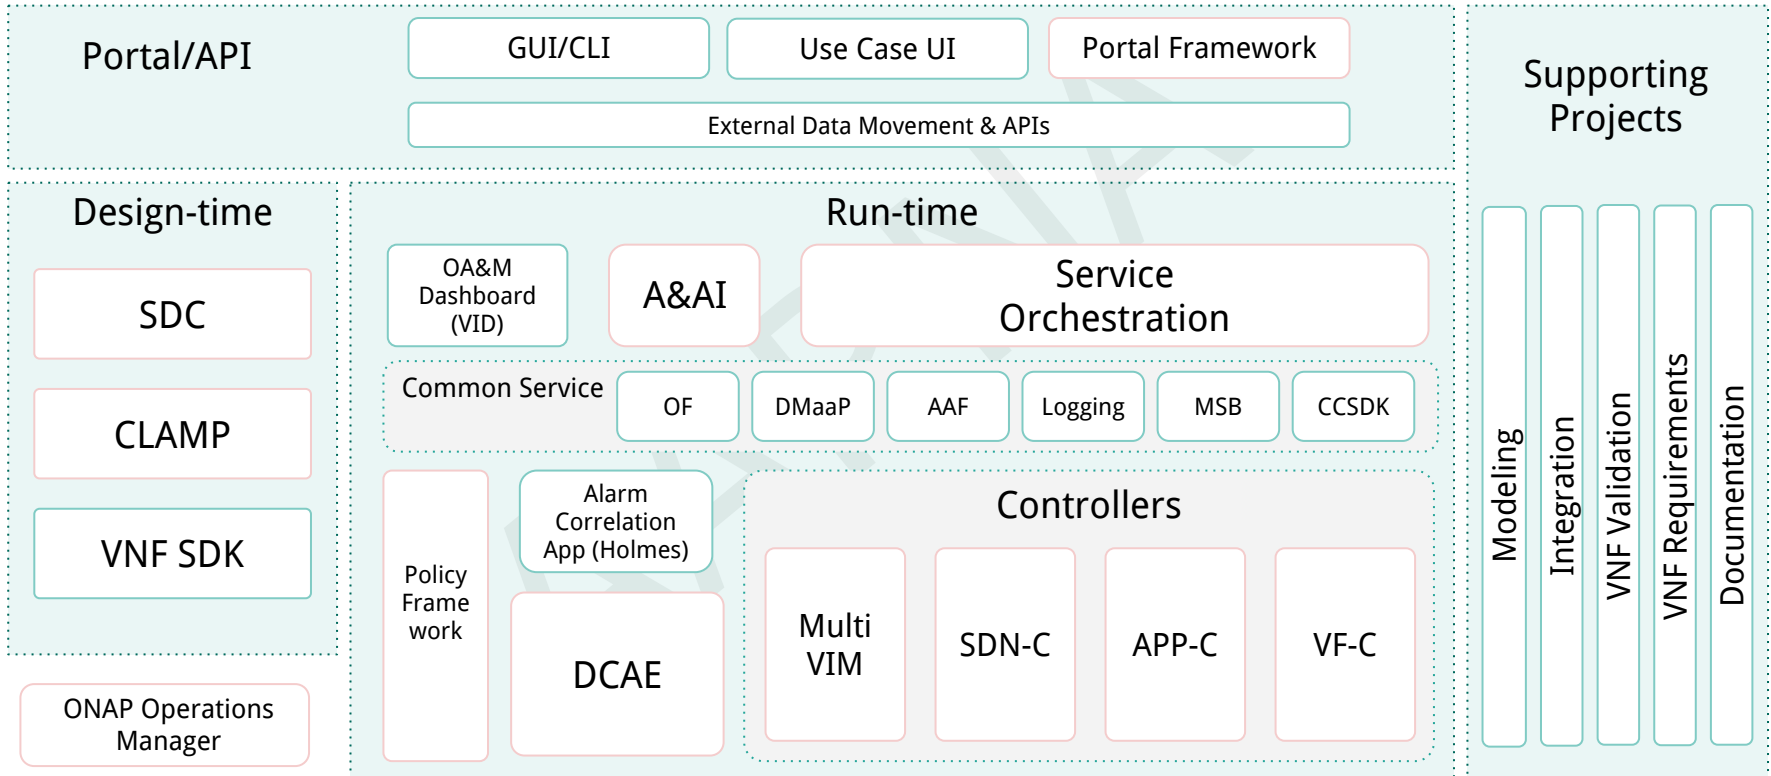 Portal/API
GUI/CLI
Use Case UI
Portal Framework
External Data Movement & APIs
Supporting
Projects
Modeling
Integration
VNF Validation
VNF Requirements
Documentation
Design-time
SDC
CLAMP
VNF SDK
ONAP Operations
Manager
Run-time
OA&M
Dashboard
(VID)
A&AI
Service
Orchestration
Common Service
OF
DMaaP
AAF
Logging
MSB
CCSDK
Policy
Frame
work
Alarm
Correlation
App (Holmes)
DCAE
Controllers
Multi
VIM
SDN-C
APP-C
VF-C